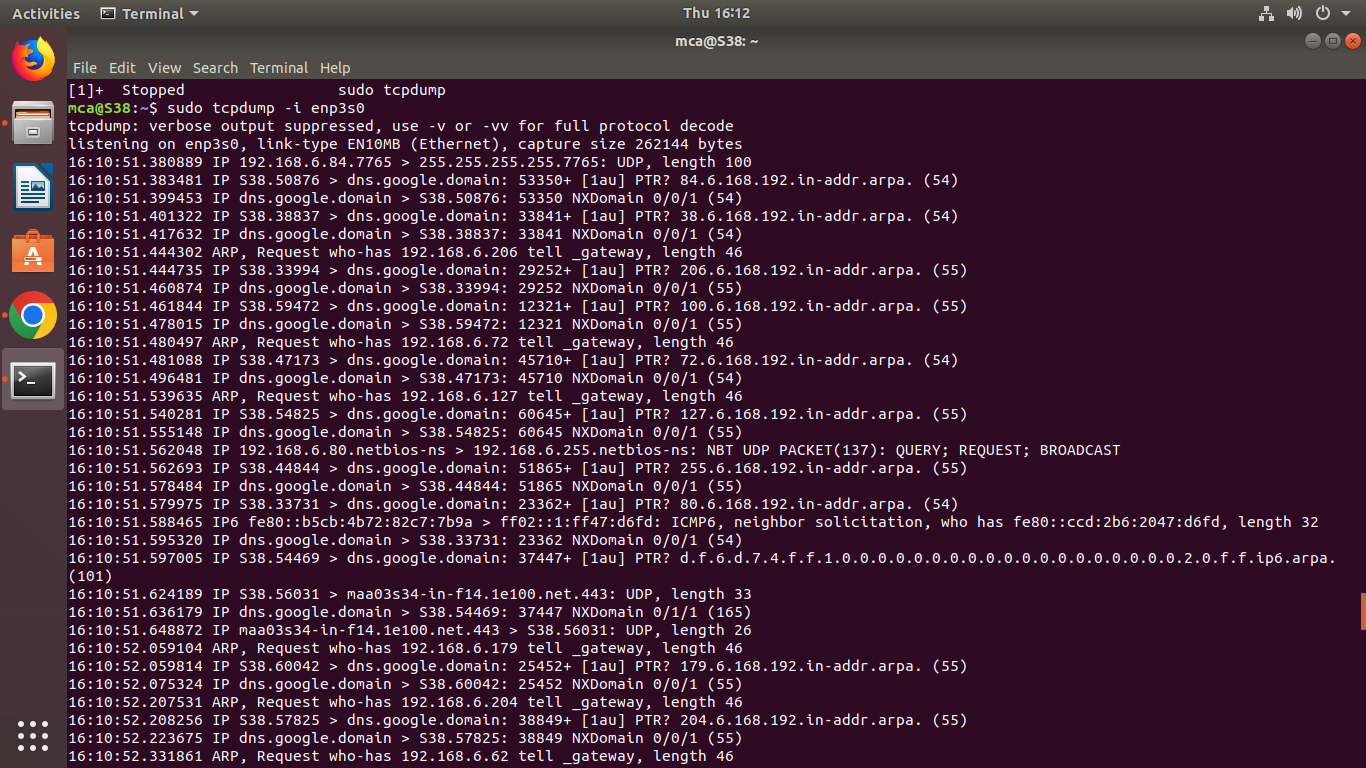 Activities Terminal Thu 16:12
mca@S38: ~
File Edit View Search Terminal Help
[1]+  Stopped                 sudo tcpdump
mca@S38:~$ sudo tcpdump -i enp3s0
tcpdump: verbose output suppressed, use -v or -vv for full protocol decode
listening on enp3s0, link-type EN10MB (Ethernet), capture size 262144 bytes
16:10:51.380889 IP 192.168.6.84.7765 > 255.255.255.255.7765: UDP, length 100
16:10:51.383481 IP S38.50876 > dns.google.domain: 53350+ [1au] PTR? 84.6.168.192.in-addr.arpa. (54)
16:10:51.399453 IP dns.google.domain > S38.50876: 53350 NXDomain 0/0/1 (54)
16:10:51.401322 IP S38.38837 > dns.google.domain: 33841+ [1au] PTR? 38.6.168.192.in-addr.arpa. (54)
16:10:51.417632 IP dns.google.domain > S38.38837: 33841 NXDomain 0/0/1 (54)
16:10:51.444302 ARP, Request who-has 192.168.6.206 tell _gateway, length 46
16:10:51.444735 IP S38.33994 > dns.google.domain: 29252+ [1au] PTR? 206.6.168.192.in-addr.arpa. (55)
16:10:51.460874 IP dns.google.domain > S38.33994: 29252 NXDomain 0/0/1 (55)
16:10:51.461844 IP S38.59472 > dns.google.domain: 12321+ [1au] PTR? 100.6.168.192.in-addr.arpa. (55)
16:10:51.478015 IP dns.google.domain > S38.59472: 12321 NXDomain 0/0/1 (55)
16:10:51.480497 ARP, Request who-has 192.168.6.72 tell _gateway, length 46
16:10:51.481088 IP S38.47173 > dns.google.domain: 45710+ [1au] PTR? 72.6.168.192.in-addr.arpa. (54)
16:10:51.496481 IP dns.google.domain > S38.47173: 45710 NXDomain 0/0/1 (54)
16:10:51.539635 ARP, Request who-has 192.168.6.127 tell _gateway, length 46
16:10:51.540281 IP S38.54825 > dns.google.domain: 60645+ [1au] PTR? 127.6.168.192.in-addr.arpa. (55)
16:10:51.555148 IP dns.google.domain > S38.54825: 60645 NXDomain 0/0/1 (55)
16:10:51.562048 IP 192.168.6.80.netbios-ns > 192.168.6.255.netbios-ns: NBT UDP PACKET(137): QUERY; REQUEST; BROADCAST
16:10:51.562693 IP S38.44844 > dns.google.domain: 51865+ [1au] PTR? 255.6.168.192.in-addr.arpa. (55)
16:10:51.578484 IP dns.google.domain > S38.44844: 51865 NXDomain 0/0/1 (55)
16:10:51.579975 IP S38.33731 > dns.google.domain: 23362+ [1au] PTR? 80.6.168.192.in-addr.arpa. (54)
16:10:51.588465 IP6 fe80::b5cb:4b72:82c7:7b9a > ff02::1:ff47:d6fd: ICMP6, neighbor solicitation, who has fe80::ccd:2b6:2047:d6fd, length 32
16:10:51.595320 IP dns.google.domain > S38.33731: 23362 NXDomain 0/0/1 (54)
16:10:51.597005 IP S38.54469 > dns.google.domain: 37447+ [1au] PTR? d.f.6.d.7.4.f.f.1.0.0.0.0.0.0.0.0.0.0.0.0.0.0.0.0.0.0.0.2.0.f.f.ip6.arpa.
(101)
16:10:51.624189 IP S38.56031 > maa03s34-in-f14.1e100.net.443: UDP, length 33
16:10:51.636179 IP dns.google.domain > S38.54469: 37447 NXDomain 0/1/1 (165)
16:10:51.648872 IP maa03s34-in-f14.1e100.net.443 > S38.56031: UDP, length 26
16:10:52.059104 ARP, Request who-has 192.168.6.179 tell _gateway, length 46
16:10:52.059814 IP S38.60042 > dns.google.domain: 25452+ [1au] PTR? 179.6.168.192.in-addr.arpa. (55)
16:10:52.075324 IP dns.google.domain > S38.60042: 25452 NXDomain 0/0/1 (55)
16:10:52.207531 ARP, Request who-has 192.168.6.204 tell _gateway, length 46
16:10:52.208256 IP S38.57825 > dns.google.domain: 38849+ [1au] PTR? 204.6.168.192.in-addr.arpa. (55)
16:10:52.223675 IP dns.google.domain > S38.57825: 38849 NXDomain 0/0/1 (55)
16:10:52.331861 ARP, Request who-has 192.168.6.62 tell _gateway, length 46